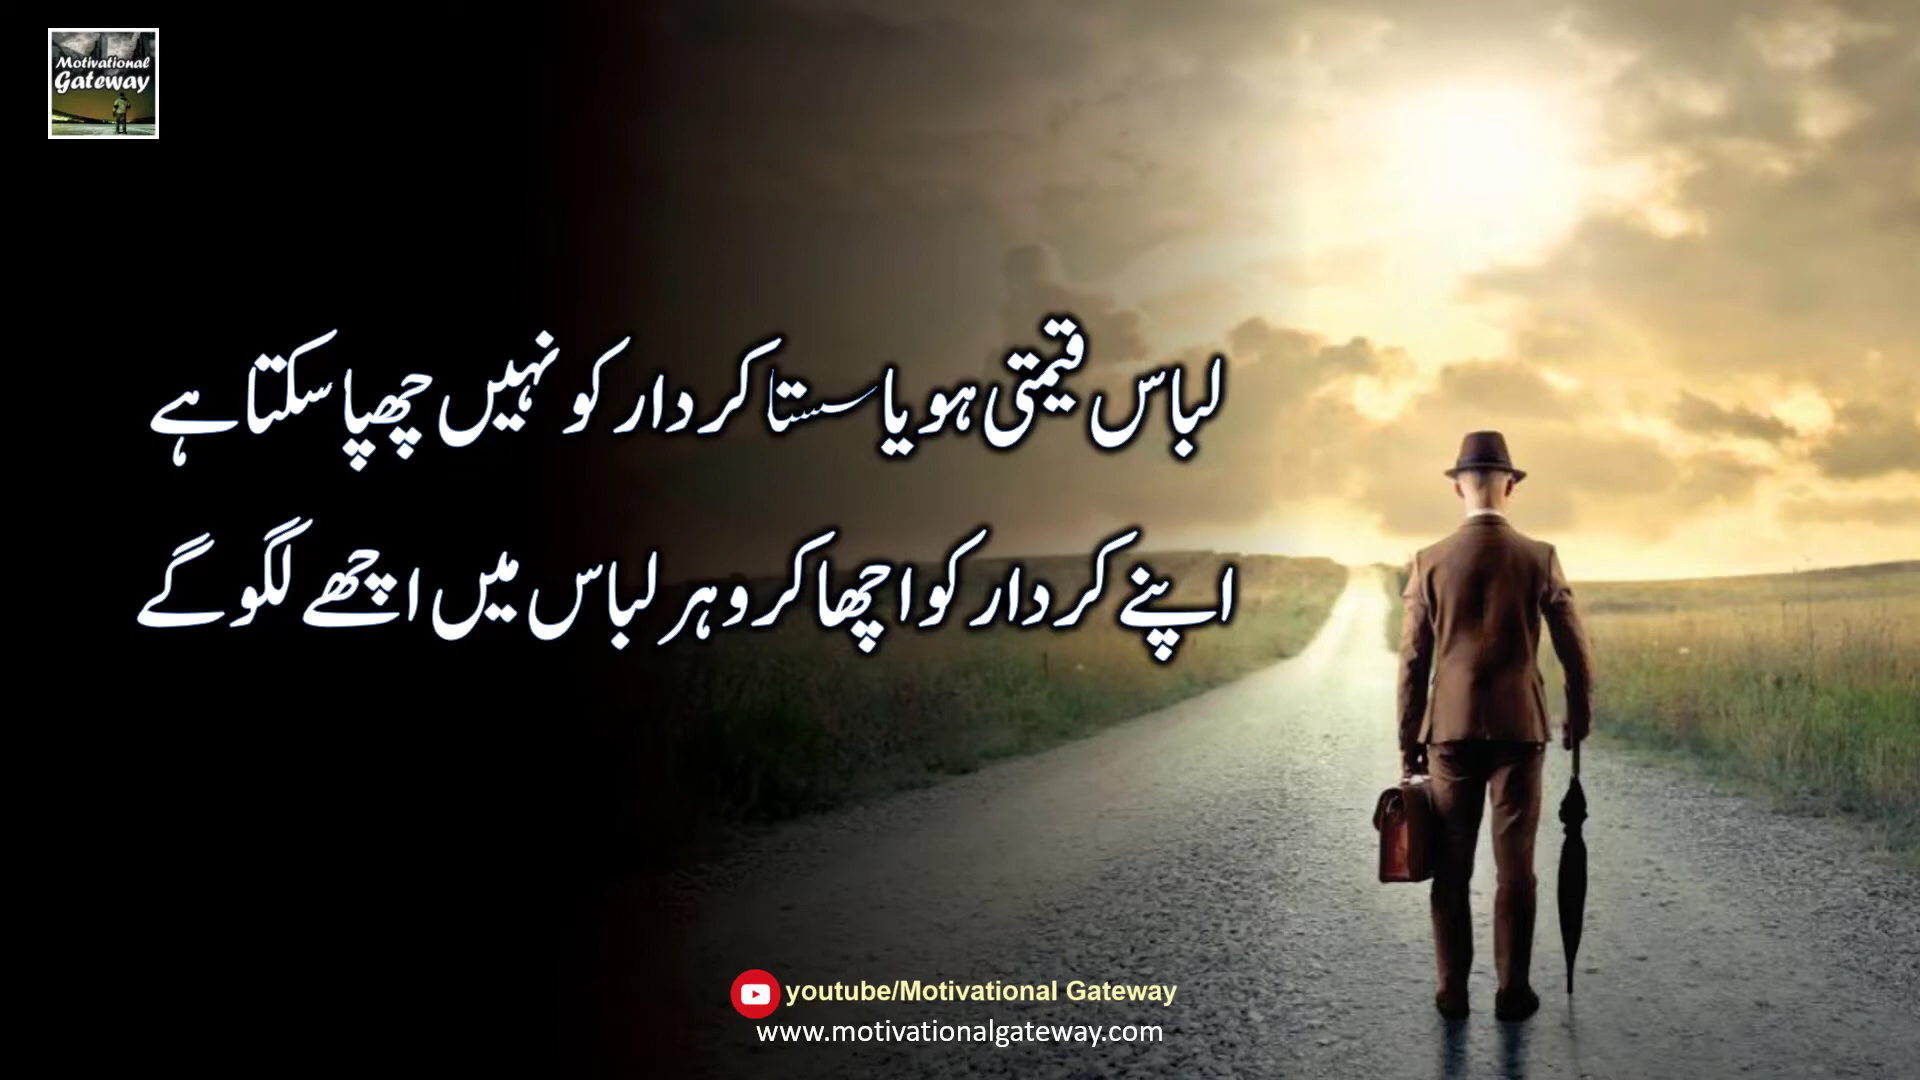 Motivational
Gateway
لباس قیمتی ہو یا سستا کردار کو نہیں چھپا سکتا ہے
اپنے کردار کو اچھا کرو ہر لباس میں اچھے لگو گے
youtube/Motivational Gateway
www.motivationalgateway.com